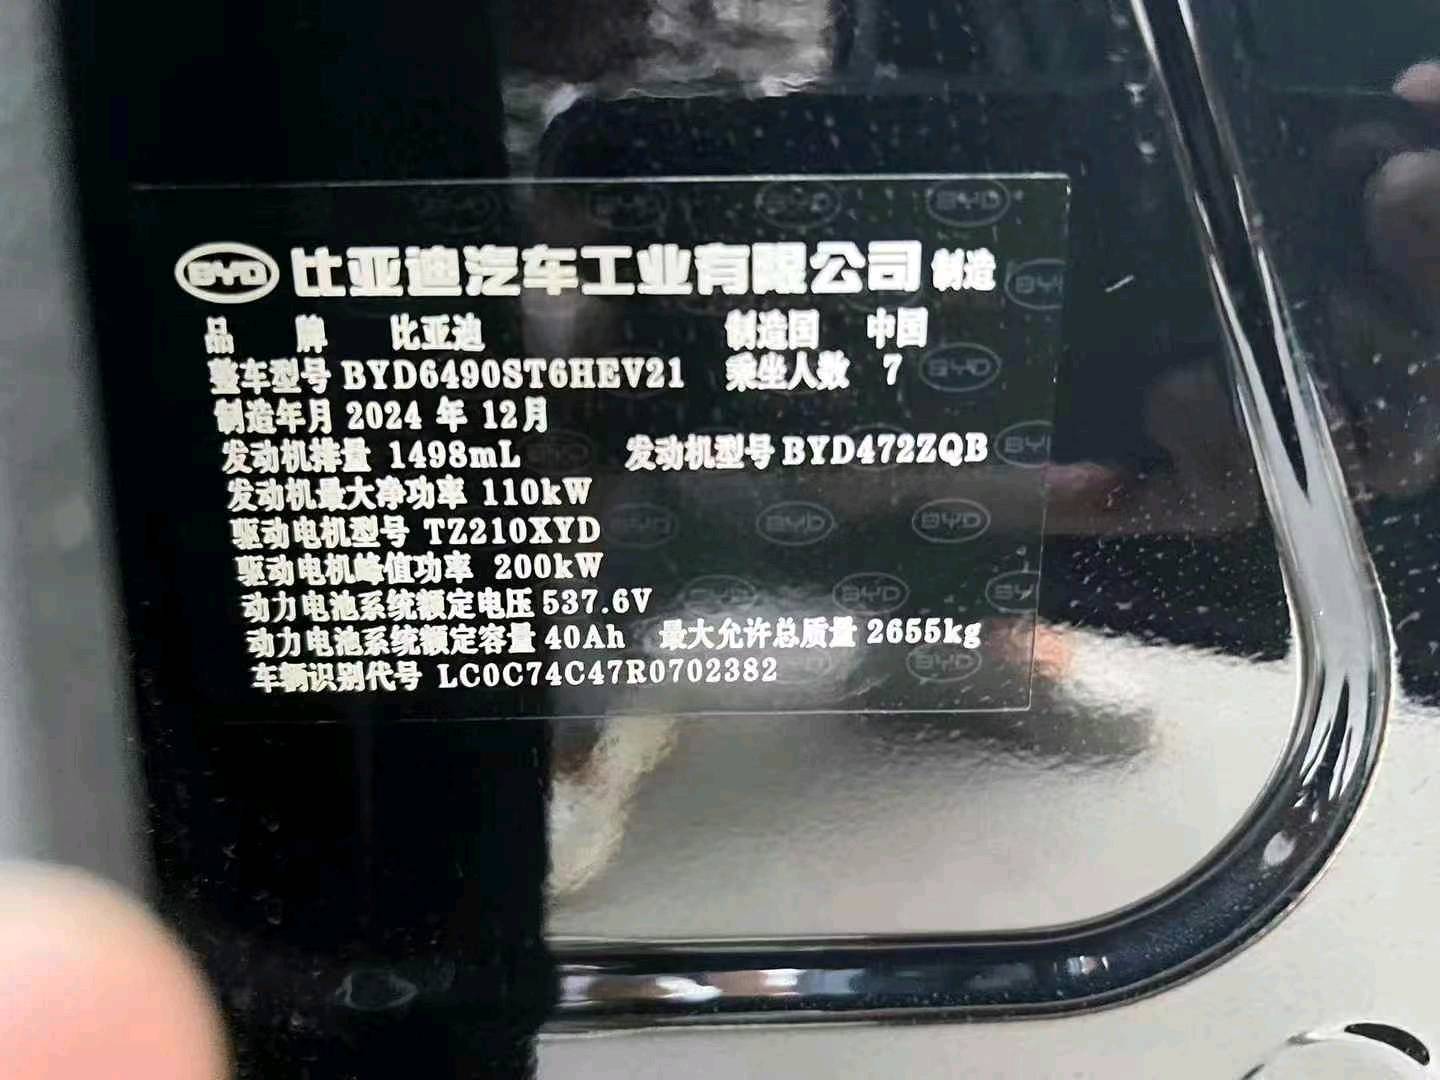 BYD 比亚迪汽车工业有限公司 制造
品 牌 比亚迪 制造国 中国
整车型号 BYD6490ST6HEV21 乘坐人数 7
制造年月 2024 年 12月
发动机排量 1498mL 发动机型号 BYD472ZQB
发动机最大净功率 110kW
驱动电机型号 TZ210XYD
驱动电机峰值功率 200kW
动力电池系统额定电压 537.6V
动力电池系统额定容量 40Ah 最大允许总质量 2655kg
车辆识别代号 LC0C74C47R0702382